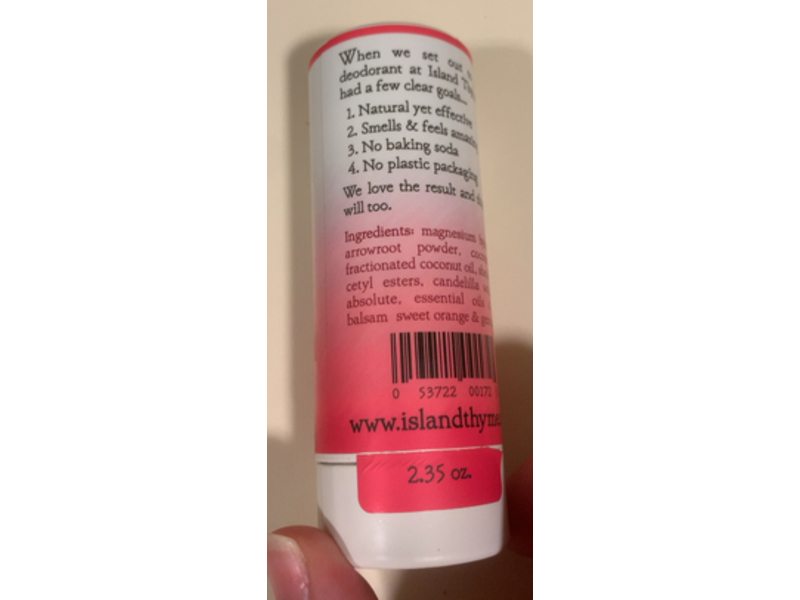 When we set out
deodorant at Island
had a few clear goals...
1. Natural yet effective
2. Smells & feels
3. No baking soda
4. No plastic packaging
We love the result and
will too.
Ingredients: magnesium
arrowroot powder,
fractionated coconut oil,
cetyl esters, candelilla
absolute, essential oils
balsam sweet orange &
0 53722 00172
www.islandthyme
2.35 oz.